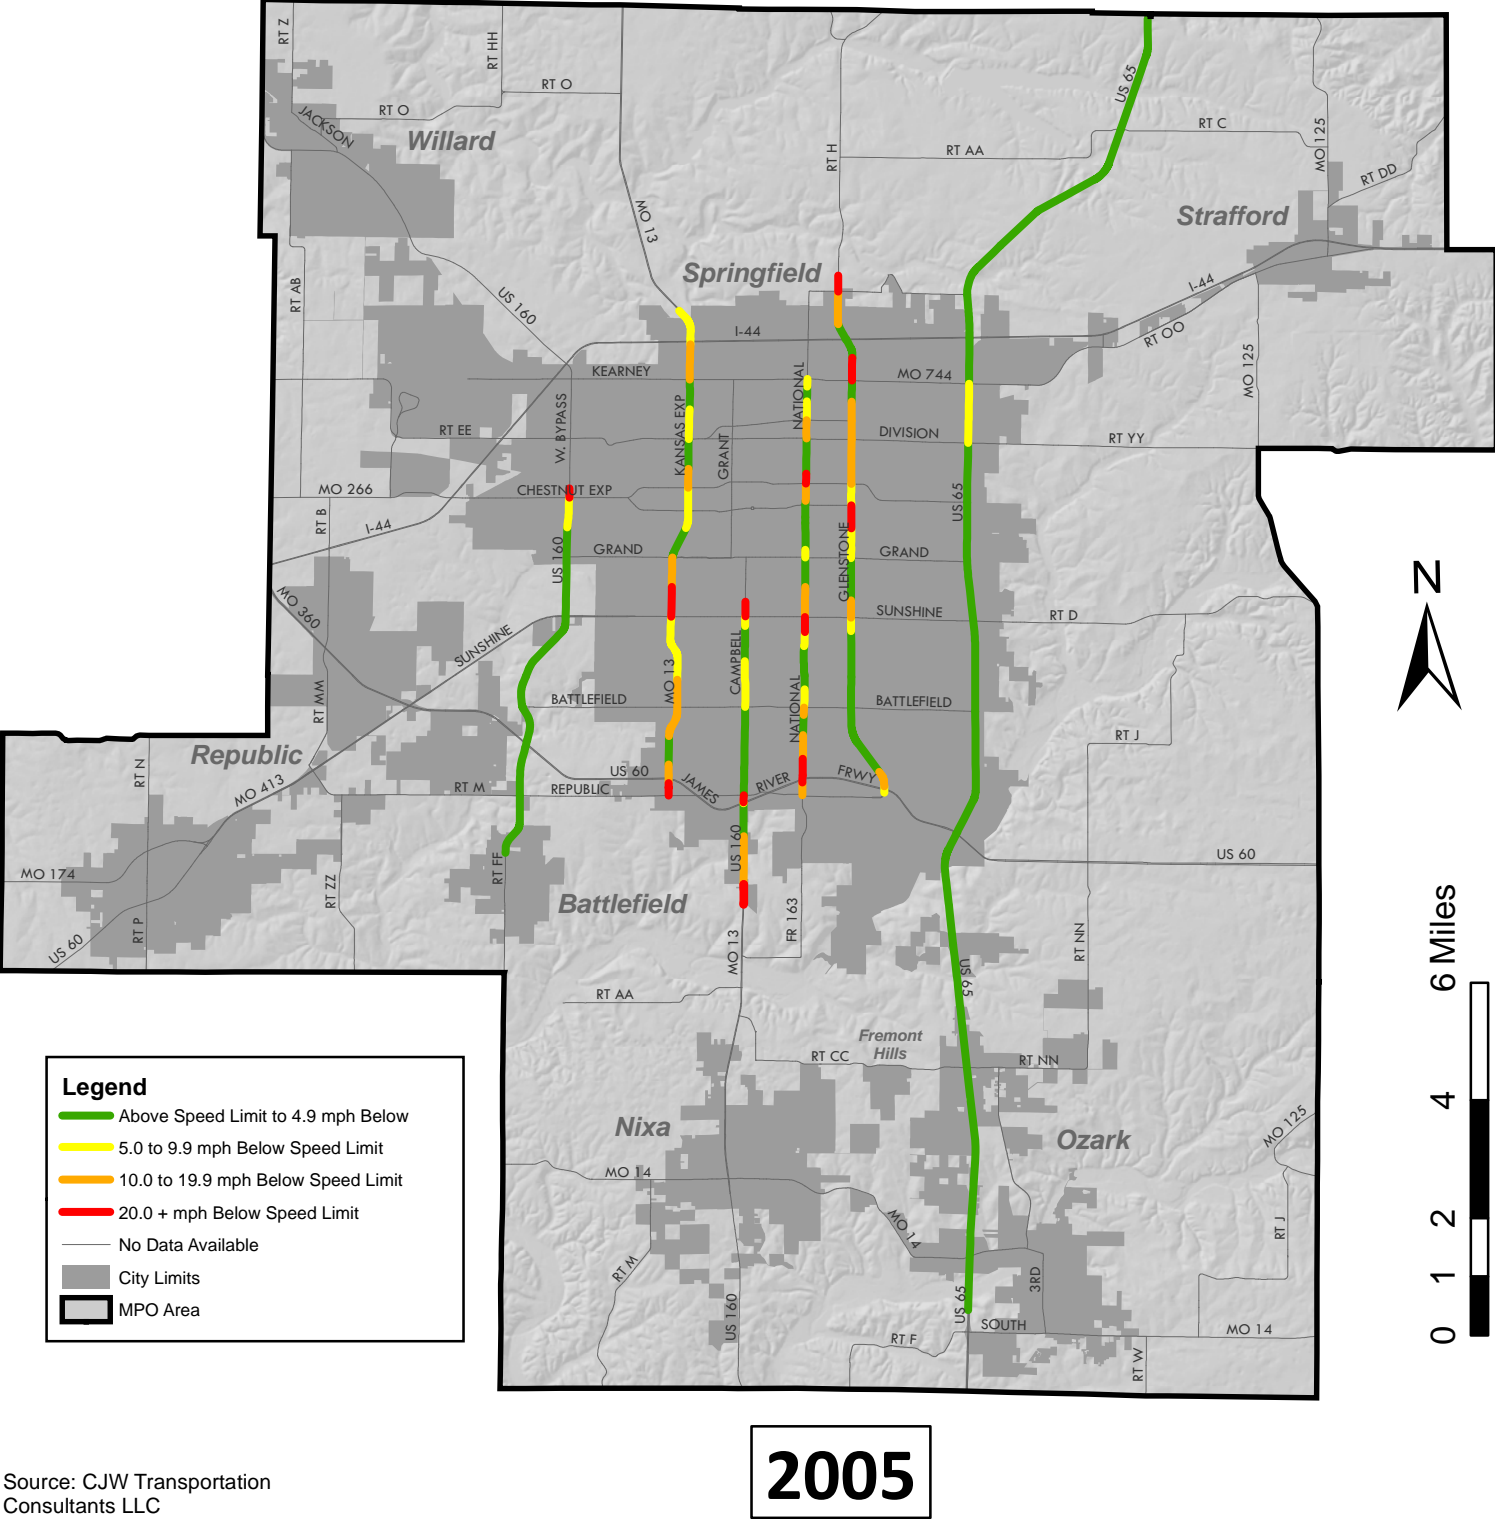 RT Z
RT HH
RT O
RT O
JACKSON
Willard
MO 13
RT H
RT AA
US 65
RT C
MO 125
RT DD
Strafford
Springfield
RT AB
US 160
I-44
I-44
RT OO
MO 125
KEARNEY
MO 744
NATIONAL
KANSAS EXP
W. BYPASS
GRANT
RT EE
DIVISION
RT YY
MO 266
CHESTNUT EXP
US 65
RT B
I-44
GLENSTONE
US 160
GRAND
GRAND
MO 360
SUNSHINE
SUNSHINE
RT D
N
RT MM
MO 13
CAMPBELL
NATIONAL
BATTLEFIELD
BATTLEFIELD
RT J
Republic
RT N
MO 413
RT M
US 60
REPUBLIC
JAMES
RIVER
FRWY
US 160
US 60
MO 174
RT FF
RT ZZ
RT P
US 60
Battlefield
MO 13
FR 163
RT NN
US 65
RT AA
Fremont
Hills
RT CC
RT NN
Nixa
Ozark
MO 125
MO 14
MO 14
RT J
RT M
US 160
US 65
3RD
SOUTH
MO 14
RT F
RT W
6 Miles
4
2
1
0
Legend
Above Speed Limit to 4.9 mph Below
5.0 to 9.9 mph Below Speed Limit
10.0 to 19.9 mph Below Speed Limit
20.0 + mph Below Speed Limit
No Data Available
City Limits
MPO Area
2005
Source: CJW Transportation
Consultants LLC